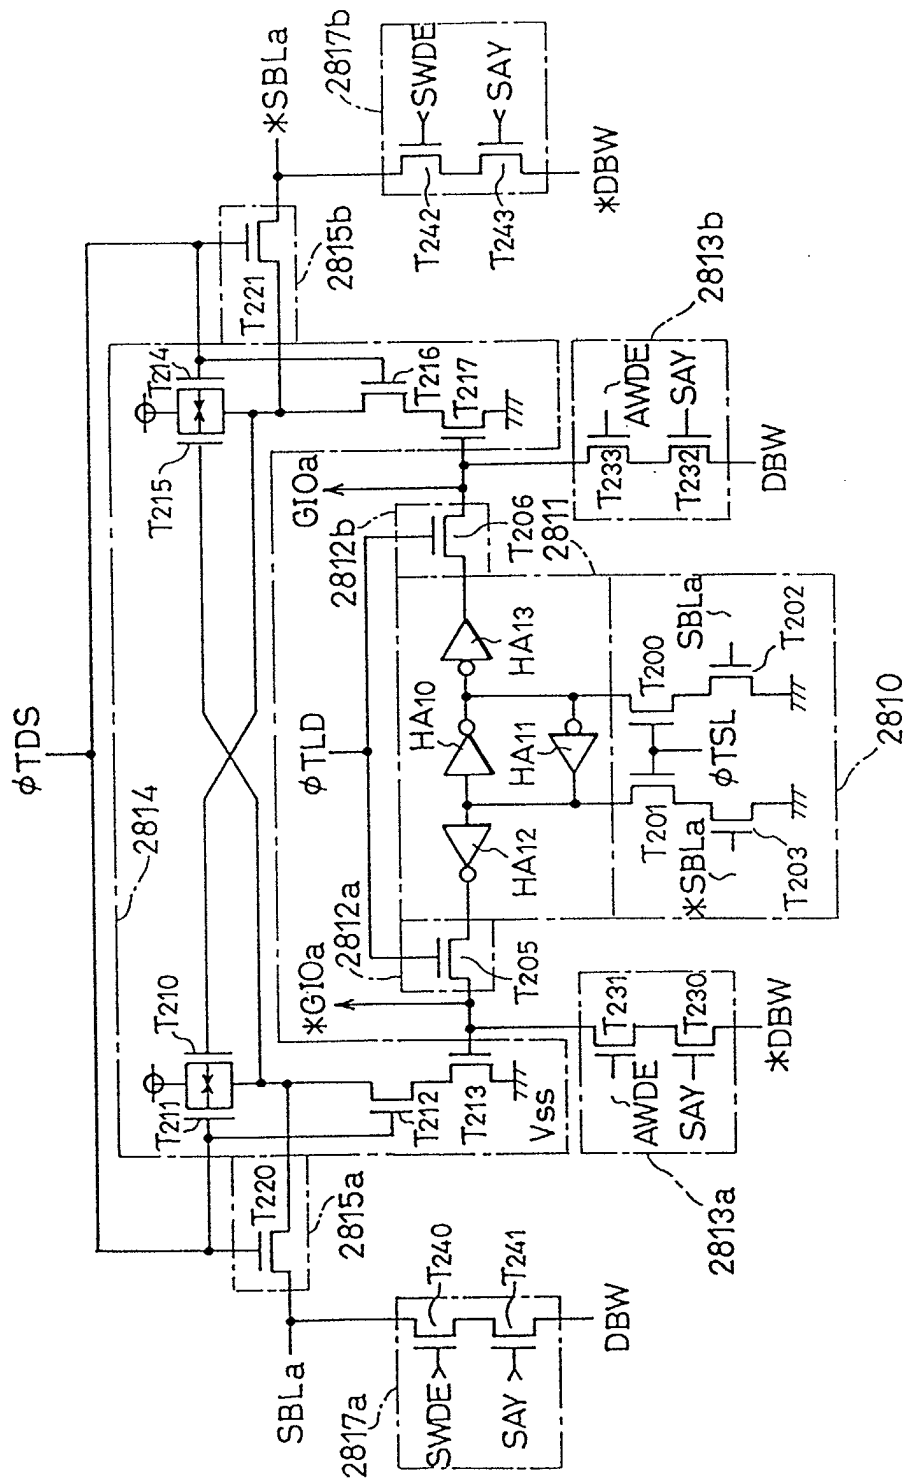 φTDS
2814
SBLa
*SBLa
2817b
SWDE
SAY
T242
T243
*DBW
T220
2815a
T221
2815b
T210
T211
T212
T213
Vss
T214
T215
T216
T217
*GIOa
GIOa
φTLD
2812a
2812b
T205
T206
2811
HA10
HA11
HA12
HA13
T200
T201
φTSL
SBLa
*SBLa
T202
T203
2810
T231
T230
AWDE
SAY
*DBW
2813a
T233
T232
AWDE
SAY
DBW
2813b
2817a
SWDE
SAY
T240
T241
DBW